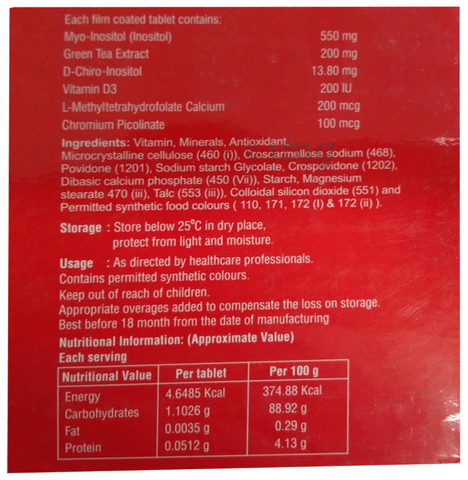 Each film coated tablet contains:
Myo-Inositol (Inositol) 550 mg
Green Tea Extract 200 mg
D-Chiro-Inositol 13.80 mg
Vitamin D3 200 IU
L-Methyltetrahydrofolate Calcium 200 mcg
Chromium Picolinate 100 mcg
Ingredients: Vitamin, Minerals, Antioxidant,
Microcrystalline cellulose (460 (i)), Croscarmellose sodium (468),
Povidone (1201), Sodium starch Glycolate, Crospovidone (1202),
Dibasic calcium phosphate (450 (Vii)), Starch, Magnesium
stearate 470 (iii), Talc (553 (iii)), Colloidal silicon dioxide (551) and
Permitted synthetic food colours ( 110, 171, 172 (I) & 172 (ii) ).
Storage : Store below 25°C in dry place,
protect from light and moisture.
Usage : As directed by healthcare professionals.
Contains permitted synthetic colours.
Keep out of reach of children.
Appropriate overages added to compensate the loss on storage.
Best before 18 month from the date of manufacturing
Nutritional Information: (Approximate Value)
Each serving
Nutritional Value Per tablet Per 100 g
Energy 4.6485 Kcal 374.88 Kcal
Carbohydrates 1.1026 g 88.92 g
Fat 0.0035 g 0.29 g
Protein 0.0512 g 4.13 g